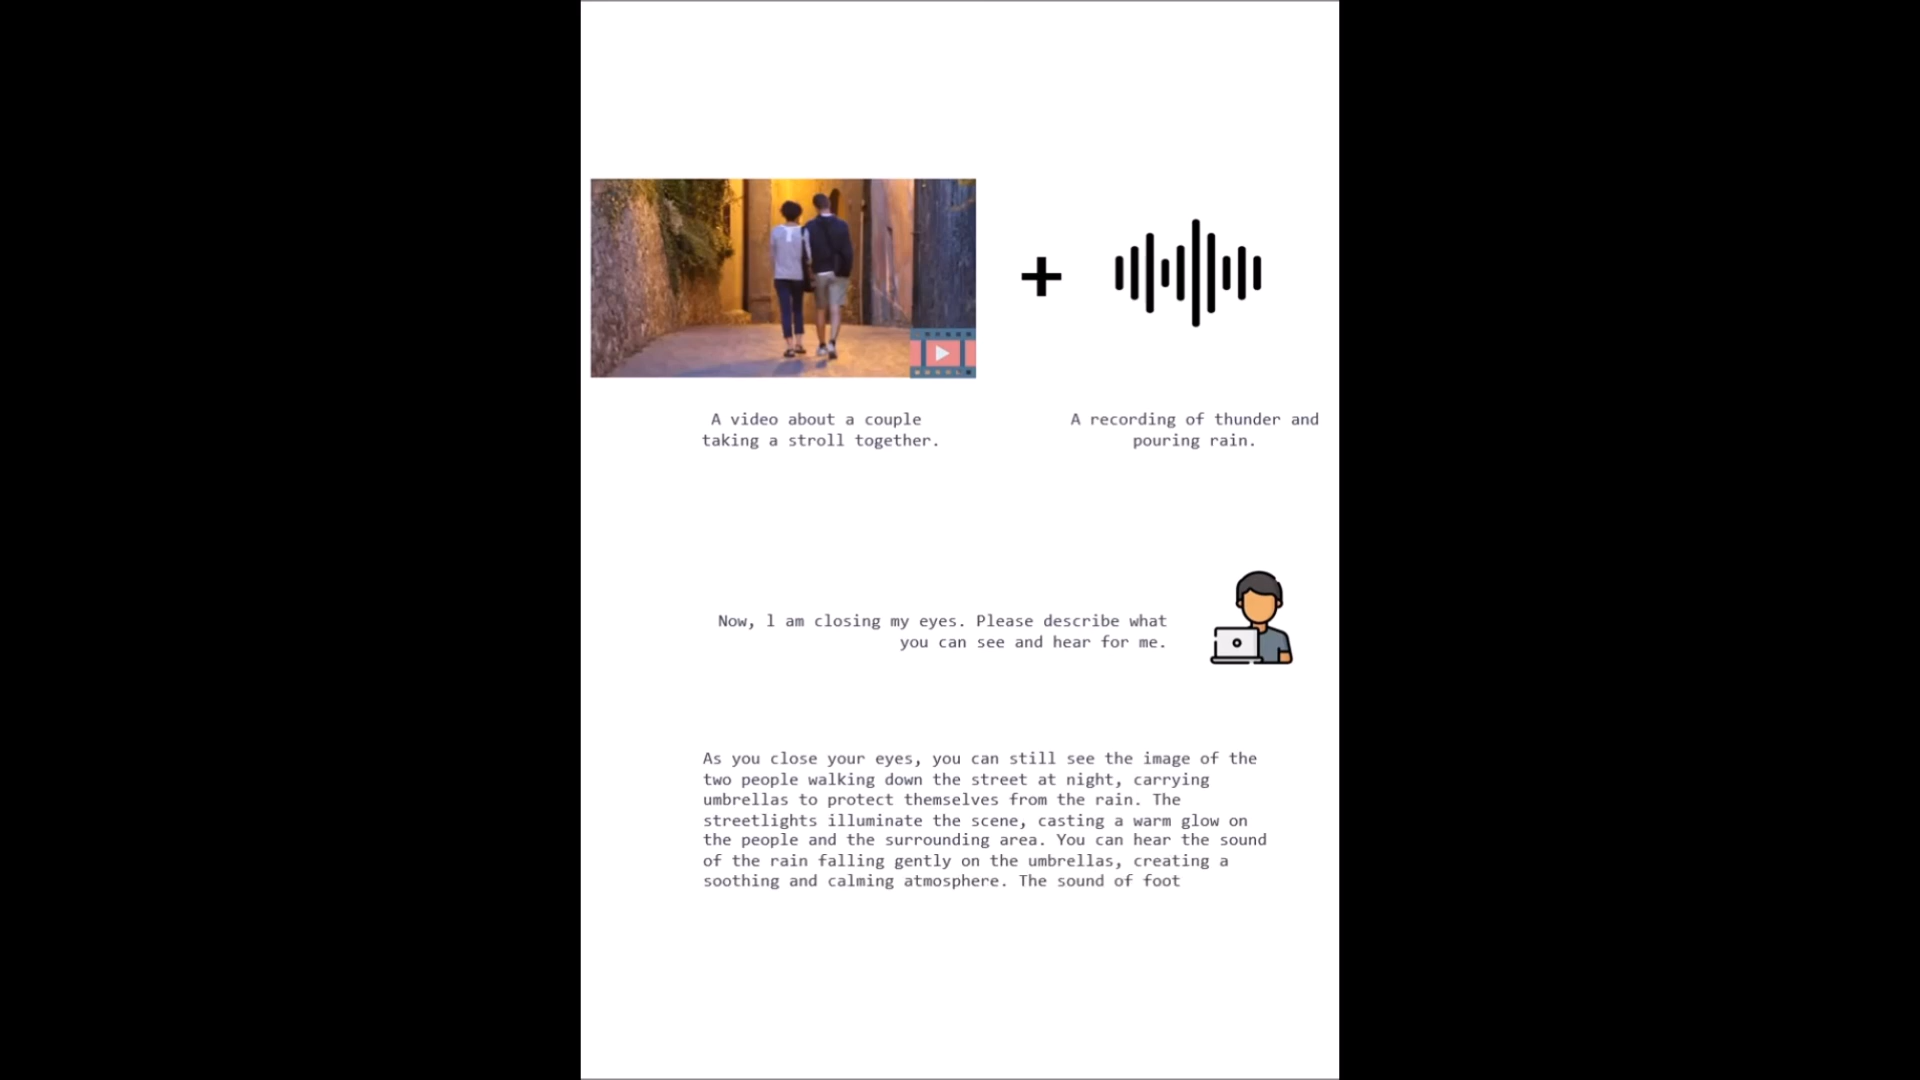 A video about a couple
taking a stroll together.
A recording of thunder and
pouring rain.
Now, l am closing my eyes. Please describe what
you can see and hear for me.
As you close your eyes, you can still see the image of the
two people walking down the street at night, carrying
umbrellas to protect themselves from the rain. The
streetlights illuminate the scene, casting a warm glow on
the people and the surrounding area. You can hear the sound
of the rain falling gently on the umbrellas, creating a
soothing and calming atmosphere. The sound of foot